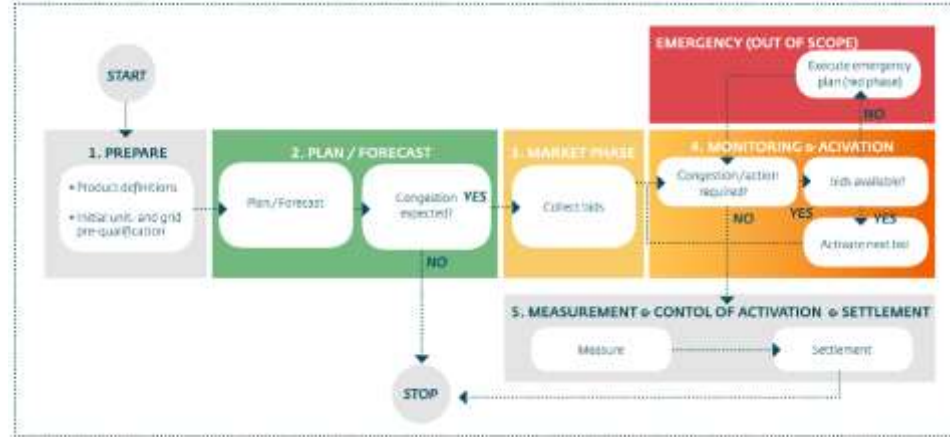 EMERGENCY (OUT OF SCOPE)
Execute emergency
plan (red phase)
NO
START
1. PREPARE
• Product definitions
• Initial unit- and grid
pre-qualification
2. PLAN / FORECAST
Plan/Forecast
Congestion
expected?
YES
NO
3. MARKET PHASE
Collect bids
4. MONITORING & ACIVATION
Congestion/action
required?
NO
YES
bids available?
YES
Activate next bid
5. MEASUREMENT & CONTOL OF ACTIVATION & SETTLEMENT
Measure
Settlement
STOP